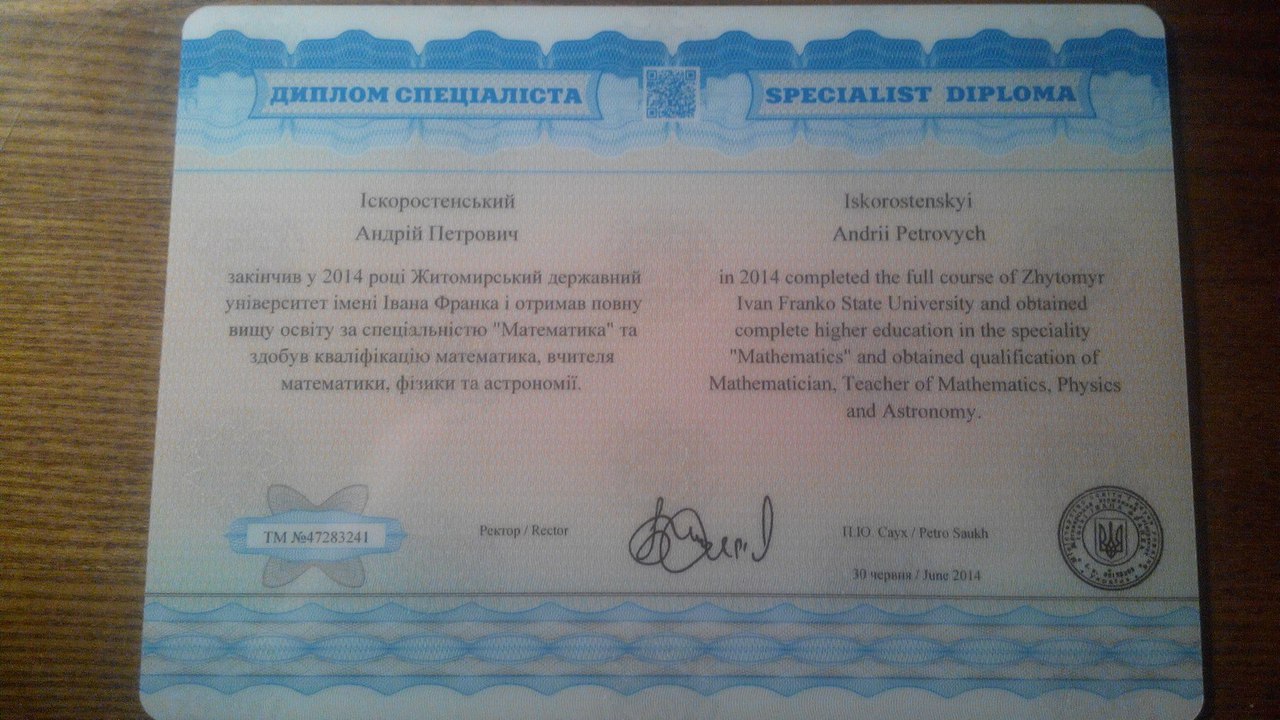 ДИПЛОМ СПЕЦІАЛІСТА
Іскоростенський
Андрій Петрович
закінчив у 2014 році Житомирський державний
університет імені Івана Франка і отримав повну
вищу освіту за спеціальністю "Математика" та
здобув кваліфікацію математика, вчителя
математики, фізики та астрономії.
SPECIALIST DIPLOMA
Iskorostenskyi
Andrii Petrovych
in 2014 completed the full course of Zhytomyr
Ivan Franko State University and obtained
complete higher education in the speciality
"Mathematics" and obtained qualification of
Mathematician, Teacher of Mathematics, Physics
and Astronomy.
ТМ №47283241
Ректор / Rector
П.Ю. Саух / Petro Saukh
30 червня / June 2014